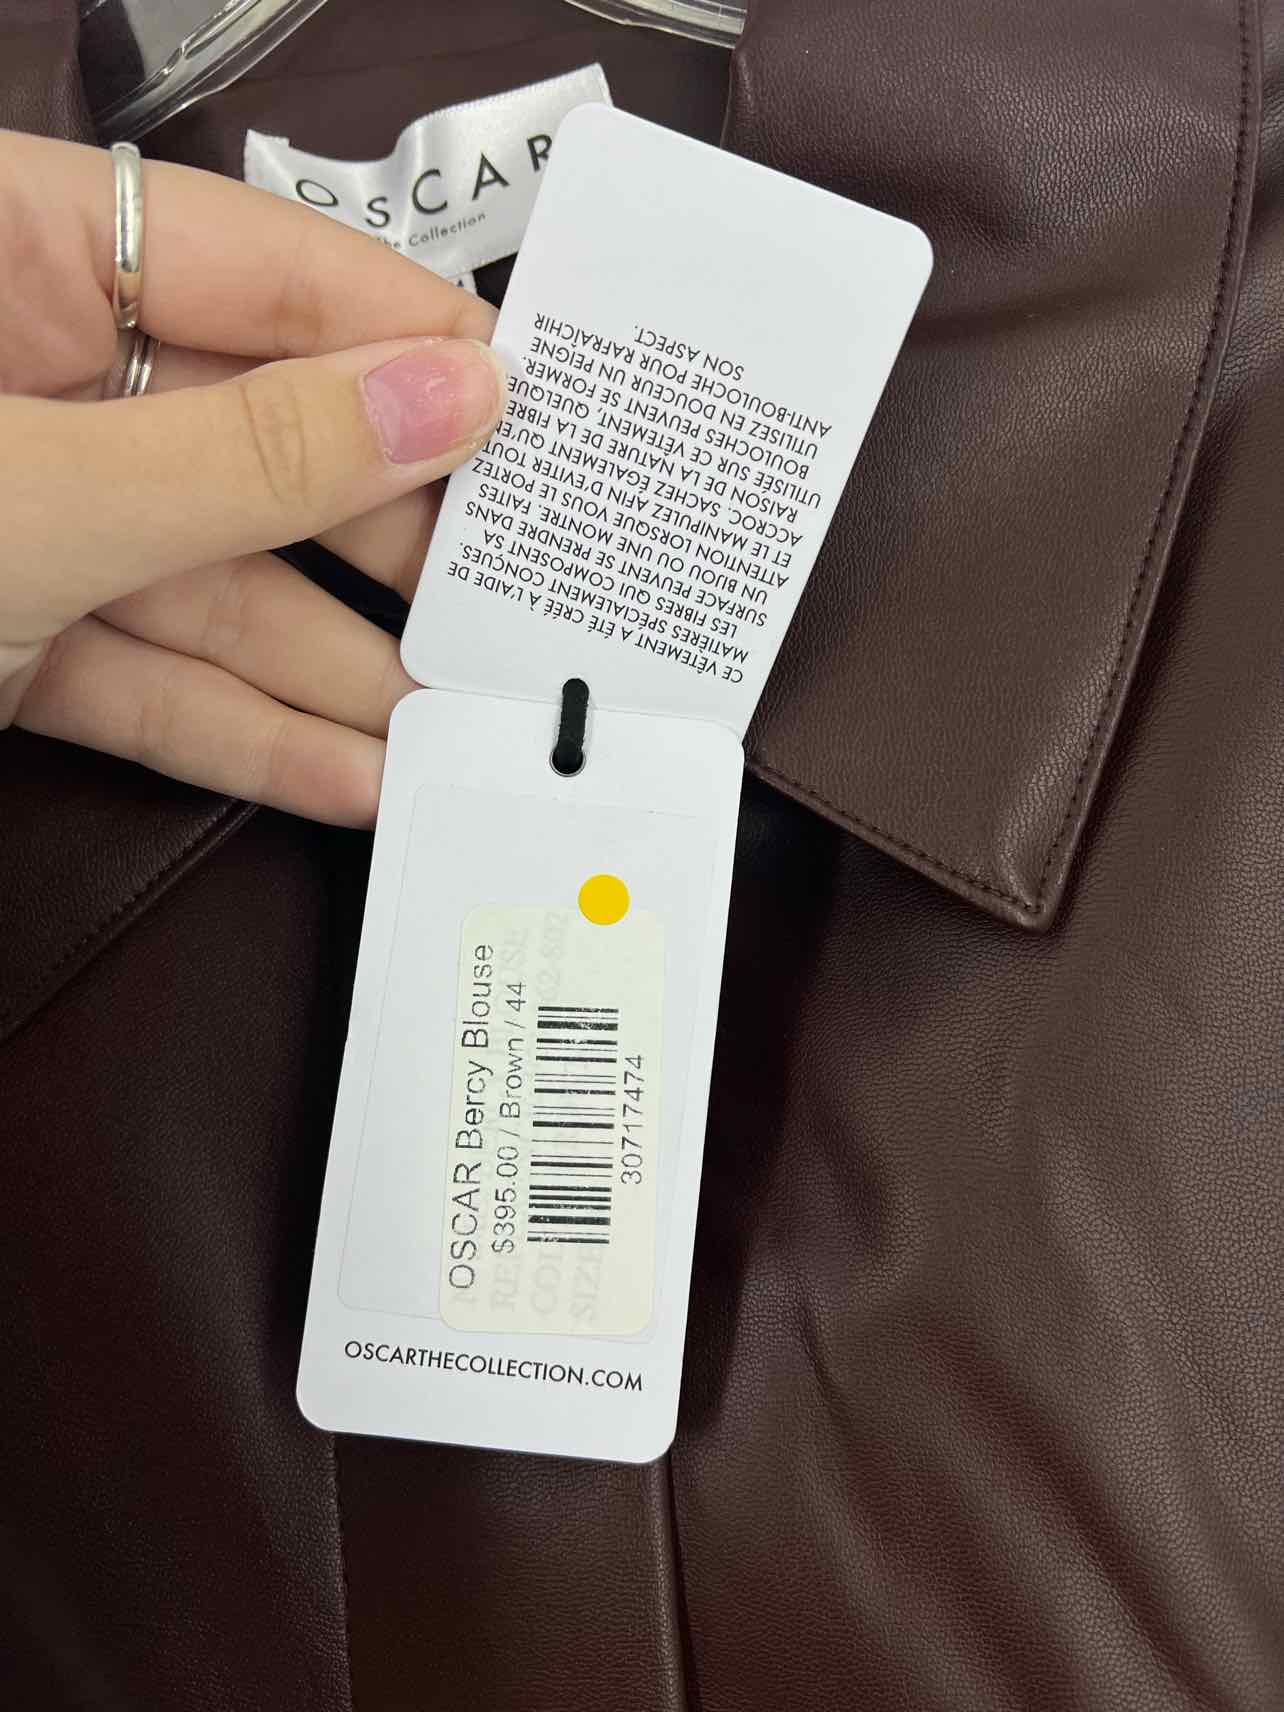 OSCAR
The Collection
CE VÊTEMENT A ÉTÉ CRÉÉ À L'AIDE DE
MATIÈRES SPÉCIALEMENT CONÇUES.
LES FIBRES QUI COMPOSENT SA
SURFACE PEUVENT SE PRENDRE DANS
UN BIJOU OU UNE MONTRE. FAITES
ATTENTION LORSQUE VOUS LE PORTEZ
ET LE MANIPULEZ AFIN D'EVITER TOUT
ACCROC. SACHEZ ÉGALEMENT QU'EN
RAISON DE LA NATURE DE LA FIBRE
UTILISÉE SUR CE VÊTEMENT, QUELQUE
BOULOCHES PEUVENT SE FORMER.
UTILISEZ EN DOUCEUR UN PEIGNE
ANTI-BOULOCHE POUR RAFRAÎCHIR
SON ASPECT.
OSCAR Bercy Blouse
$395.00 / Brown / 44
30717474
SIZE
OSCARTHECOLLECTION.COM